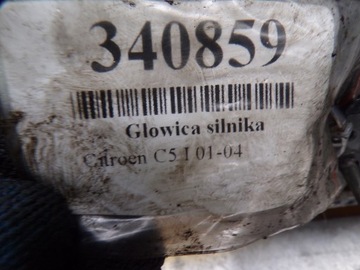 340859
Glowica silnika
Citroen C5 I 01-04